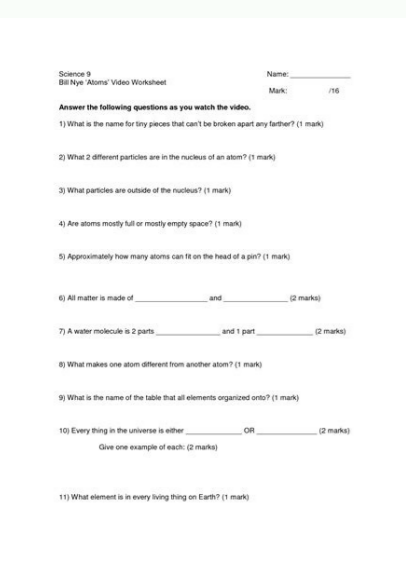 Science 9
Name: _________________
Bill Nye 'Atoms' Video Worksheet
Mark: /16
Answer the following questions as you watch the video.
1) What is the name for tiny pieces that can't be broken apart any farther? (1 mark)
2) What 2 different particles are in the nucleus of an atom? (1 mark)
3) What particles are outside of the nucleus? (1 mark)
4) Are atoms mostly full or mostly empty space? (1 mark)
5) Approximately how many atoms can fit on the head of a pin? (1 mark)
6) All matter is made of ____________________ and __________________ (2 marks)
7) A water molecule is 2 parts __________________ and 1 part ________________ (2 marks)
8) What makes one atom different from another atom? (1 mark)
9) What is the name of the table that all elements organized onto? (1 mark)
10) Every thing in the universe is either ________________ OR _________________ (2 marks)
Give one example of each: (2 marks)
11) What element is in every living thing on Earth? (1 mark)